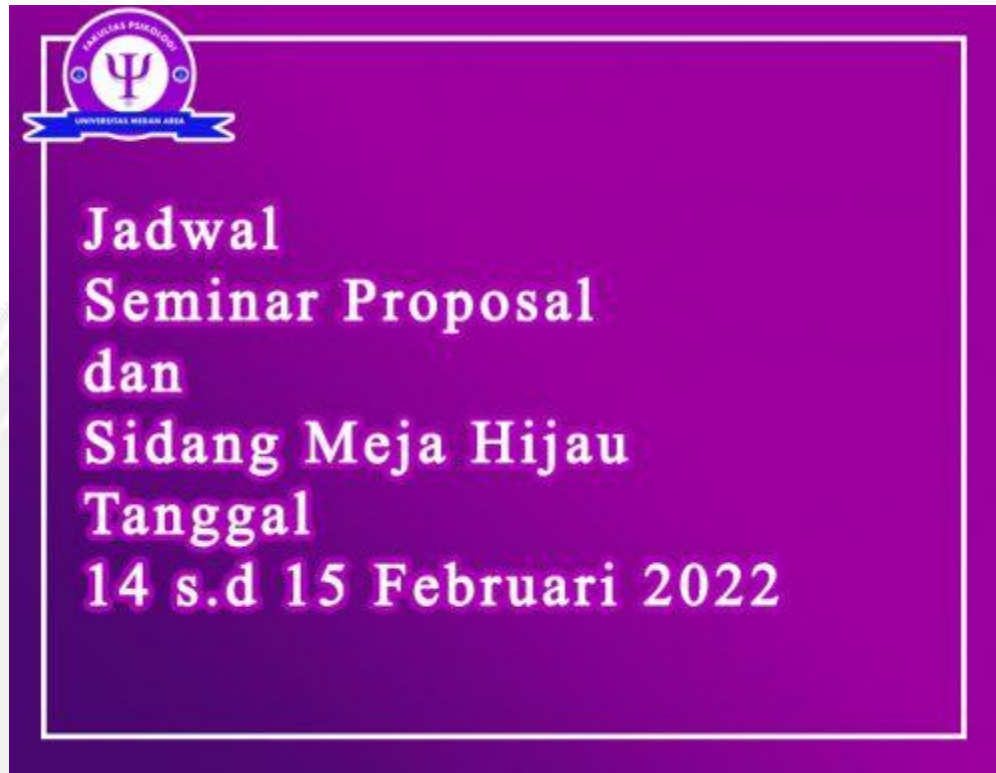 FAKULTAS PSIKOLOGI
UNIVERSITAS MEDAN AREA
Jadwal
Seminar Proposal
dan
Sidang Meja Hijau
Tanggal
14 s.d 15 Februari 2022